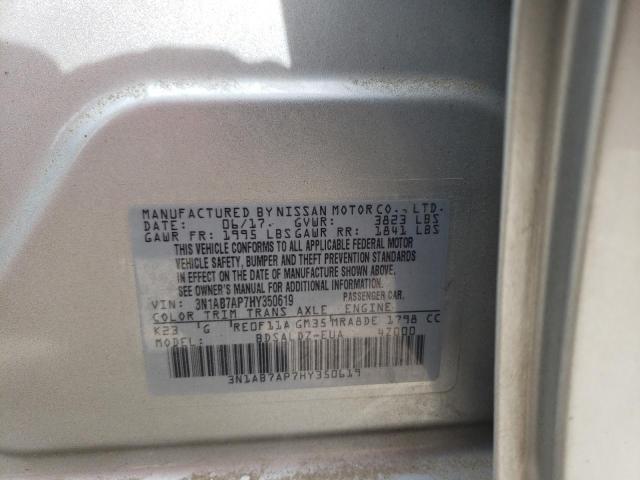 MANUFACTURED BY NISSAN MOTOR CO., LTD.
DATE: 06/17. GVWR: 3823 LBS
GAWR FR: 1995 LBS GAWR RR: 1841 LBS
THIS VEHICLE CONFORMS TO ALL APPLICABLE FEDERAL MOTOR
VEHICLE SAFETY, BUMPER AND THEFT PREVENTION STANDARDS
IN EFFECT ON THE DATE OF MANUFACTURE SHOWN ABOVE.
SEE OWNER'S MANUAL FOR ADDITIONAL INFORMATION.
VIN: 3N1AB7AP7HY350619 PASSENGER CAR.
COLOR TRIM TRANS AXLE ENGINE
K23 G RE0F11A GM35 MRA8DE 1798 CC
MODEL: BDSALDZ-EUA 42000
3N1AB7AP7HY350619